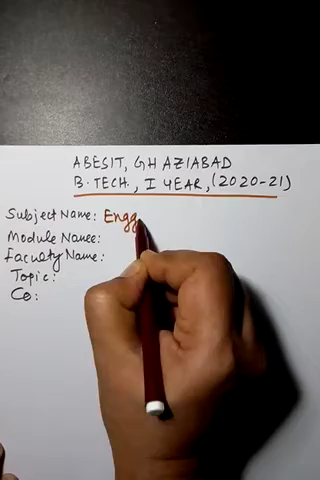 ABESIT, GHAZIABAD
B.TECH., I YEAR, (2020-21)
Subject Name: Engg
Module Name:
Faculty Name:
Topic:
Co: